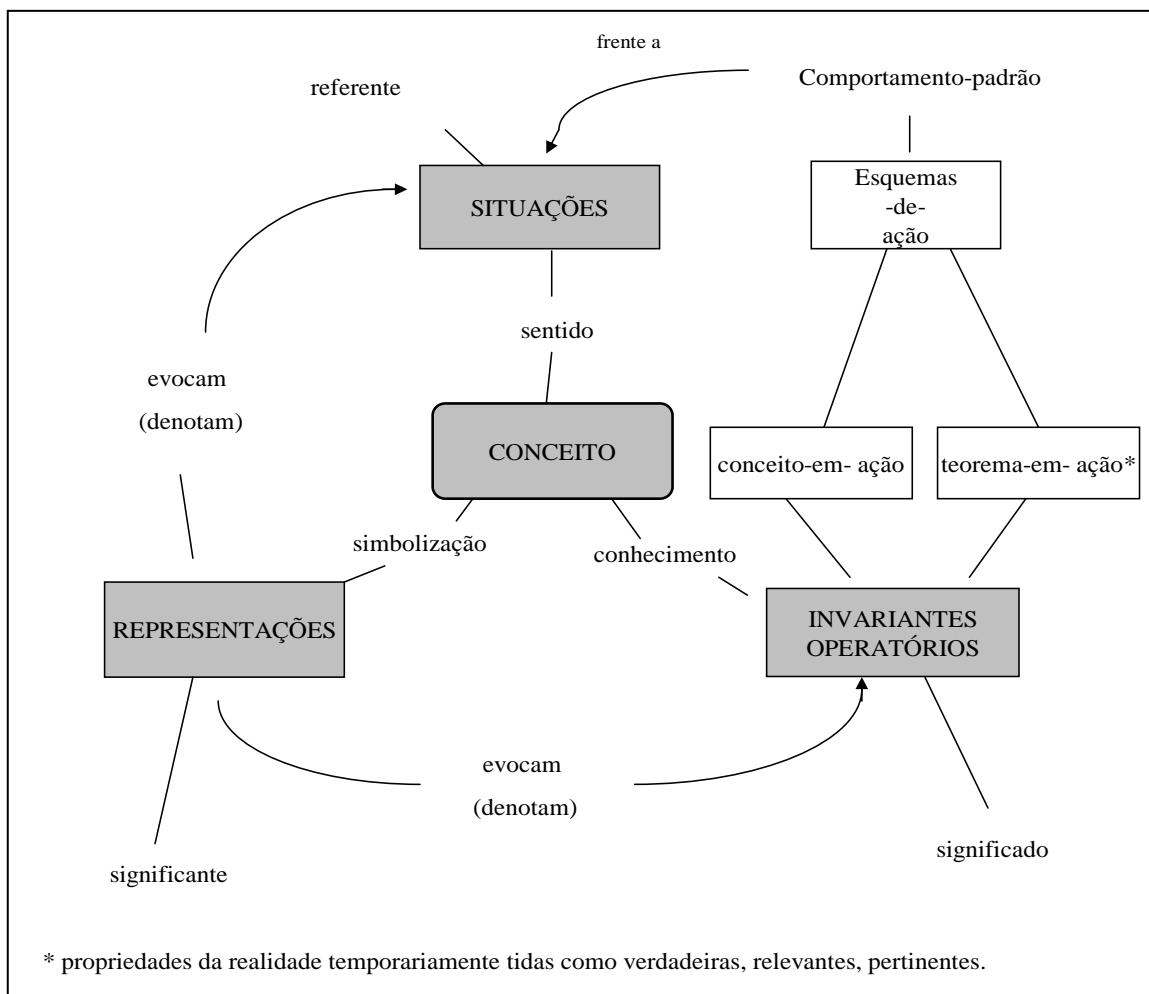 frente a
referente
Comportamento-padrão
SITUAÇÕES
Esquemas
-de-
ação
sentido
evocam
(denotam)
CONCEITO
conceito-em- ação
teorema-em- ação*
simbolização
conhecimento
REPRESENTAÇÕES
INVARIANTES
OPERATÓRIOS
evocam
(denotam)
significado
significante
* propriedades da realidade temporariamente tidas como verdadeiras, relevantes, pertinentes.